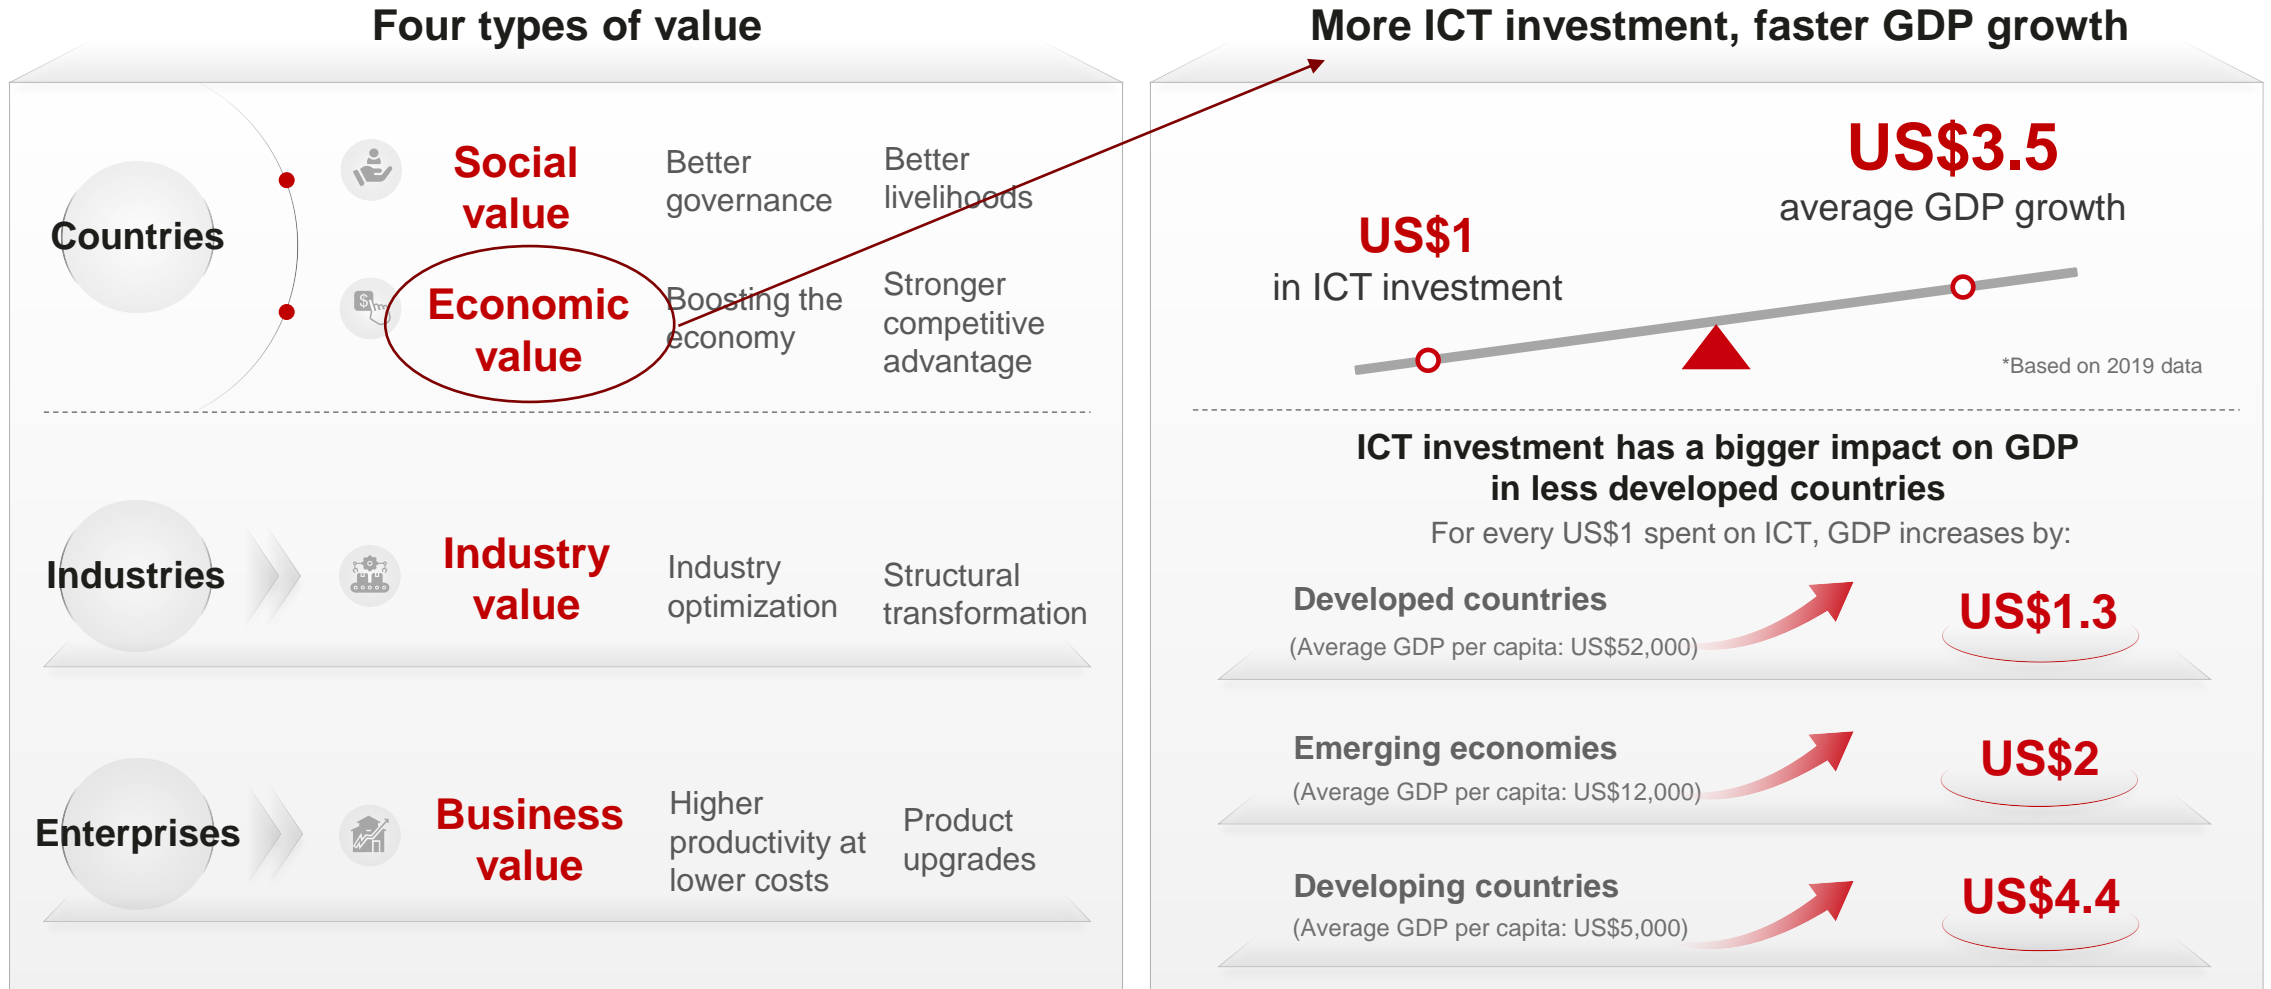 Four types of value
Countries
Social
value
Better
governance
Better
livelihoods
Economic
value
Boosting the
economy
Stronger
competitive
advantage
Industries
Industry
value
Industry
optimization
Structural
transformation
Enterprises
Business
value
Higher
productivity at
lower costs
Product
upgrades
More ICT investment, faster GDP growth
US$1
in ICT investment
US$3.5
average GDP growth
*Based on 2019 data
ICT investment has a bigger impact on GDP
in less developed countries
For every US$1 spent on ICT, GDP increases by:
Developed countries
(Average GDP per capita: US$52,000)
US$1.3
Emerging economies
(Average GDP per capita: US$12,000)
US$2
Developing countries
(Average GDP per capita: US$5,000)
US$4.4